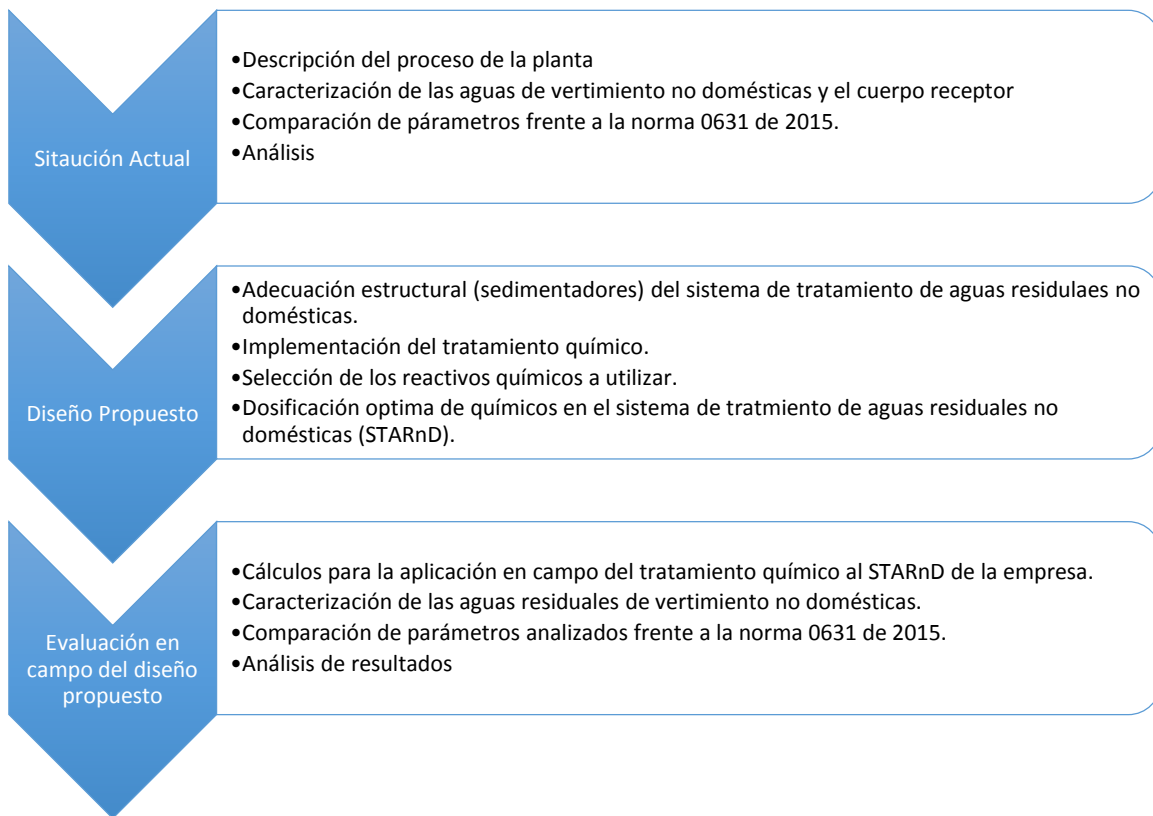 Sitaución Actual
•Descripción del proceso de la planta
•Caracterización de las aguas de vertimiento no domésticas y el cuerpo receptor
•Comparación de párametros frente a la norma 0631 de 2015.
•Análisis
Diseño Propuesto
•Adecuación estructural (sedimentadores) del sistema de tratamiento de aguas residulaes no
domésticas.
•Implementación del tratamiento químico.
•Selección de los reactivos químicos a utilizar.
•Dosificación optima de químicos en el sistema de tratmiento de aguas residuales no
domésticas (STARnD).
Evaluación en
campo del diseño
propuesto
•Cálculos para la aplicación en campo del tratamiento químico al STARnD de la empresa.
•Caracterización de las aguas residuales de vertimiento no domésticas.
•Comparación de parámetros analizados frente a la norma 0631 de 2015.
•Análisis de resultados